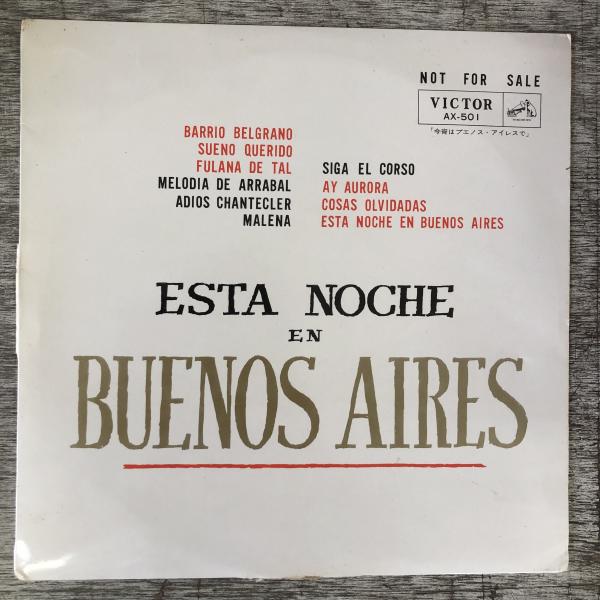 NOT FOR SALE
VICTOR
AX-501
「今宵はブエノス・アイレスで」
BARRIO BELGRANO
SUENO QUERIDO
FULANA DE TAL
MELODIA DE ARRABAL
ADIOS CHANTECLER
MALENA
SIGA EL CORSO
AY AURORA
COSAS OLVIDADAS
ESTA NOCHE EN BUENOS AIRES
ESTA NOCHE
EN
BUENOS AIRES